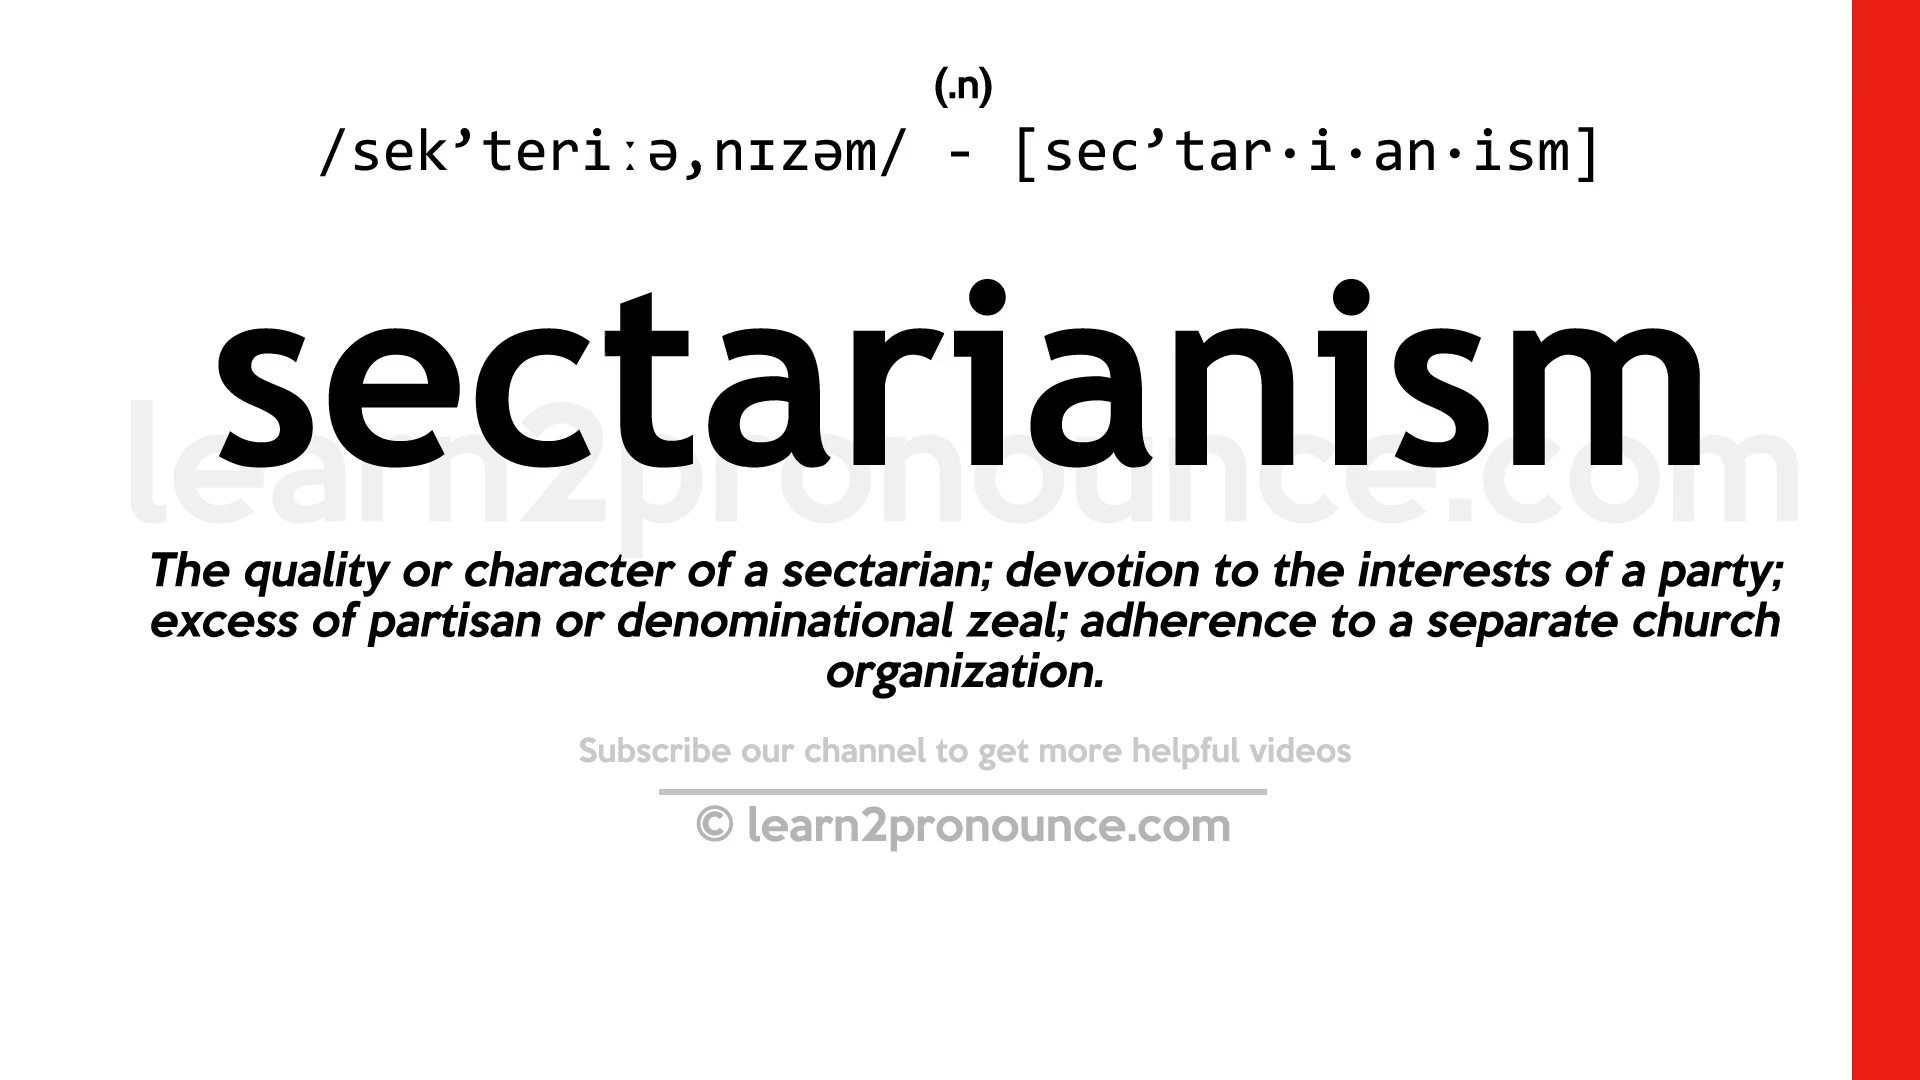 (.n)
/sek’teriːə,nɪzəm/ - [sec’tar·i·an·ism]
sectarianism
learn2pronounce.com
The quality or character of a sectarian; devotion to the interests of a party;
excess of partisan or denominational zeal; adherence to a separate church
organization.
Subscribe our channel to get more helpful videos
© learn2pronounce.com